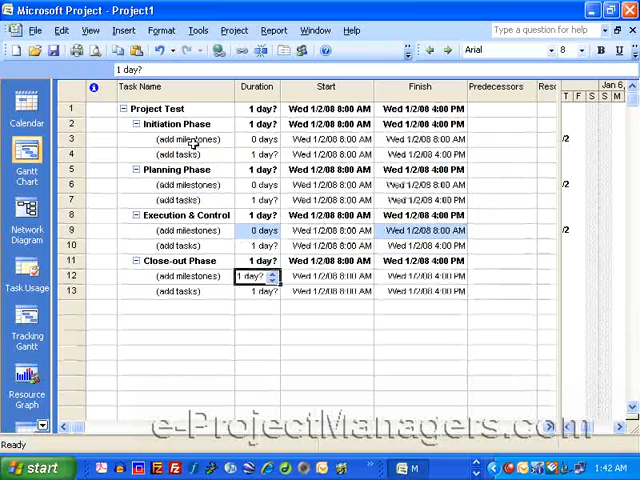 Microsoft Project - Project1
File Edit View Insert Format Tools Project Report Window Help Type a question for help
Arial 8 B U
1 day?
Task Name Duration Start Finish Predecessors Reso Jan 6,
T F S S M
1 Project Test 1 day? Wed 1/2/08 8:00 AM Wed 1/2/08 4:00 PM
2 Initiation Phase 1 day? Wed 1/2/08 8:00 AM Wed 1/2/08 4:00 PM
3 (add milestones) 0 days Wed 1/2/08 8:00 AM Wed 1/2/08 8:00 AM /2
4 (add tasks) 1 day? Wed 1/2/08 8:00 AM Wed 1/2/08 4:00 PM
5 Planning Phase 1 day? Wed 1/2/08 8:00 AM Wed 1/2/08 4:00 PM
6 (add milestones) 0 days Wed 1/2/08 8:00 AM Wed 1/2/08 8:00 AM /2
7 (add tasks) 1 day? Wed 1/2/08 8:00 AM Wed 1/2/08 4:00 PM
8 Execution & Control 1 day? Wed 1/2/08 8:00 AM Wed 1/2/08 4:00 PM
9 (add milestones) 0 days Wed 1/2/08 8:00 AM Wed 1/2/08 8:00 AM /2
10 (add tasks) 1 day? Wed 1/2/08 8:00 AM Wed 1/2/08 4:00 PM
11 Close-out Phase 1 day? Wed 1/2/08 8:00 AM Wed 1/2/08 4:00 PM
12 (add milestones) 1 day? Wed 1/2/08 8:00 AM Wed 1/2/08 4:00 PM
13 (add tasks) 1 day? Wed 1/2/08 8:00 AM Wed 1/2/08 4:00 PM
Calendar
Gantt
Chart
Network
Diagram
Task Usage
Tracking
Gantt
Resource
Graph
e-ProjectManagers.com
Ready
start M 1:42 AM